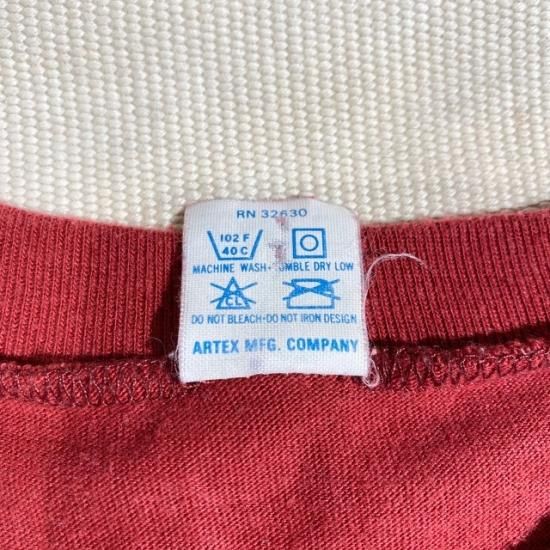 RN 32630
102 F
40 C
MACHINE WASH•TUMBLE DRY LOW
CL
DO NOT BLEACH•DO NOT IRON DESIGN
ARTEX MFG. COMPANY